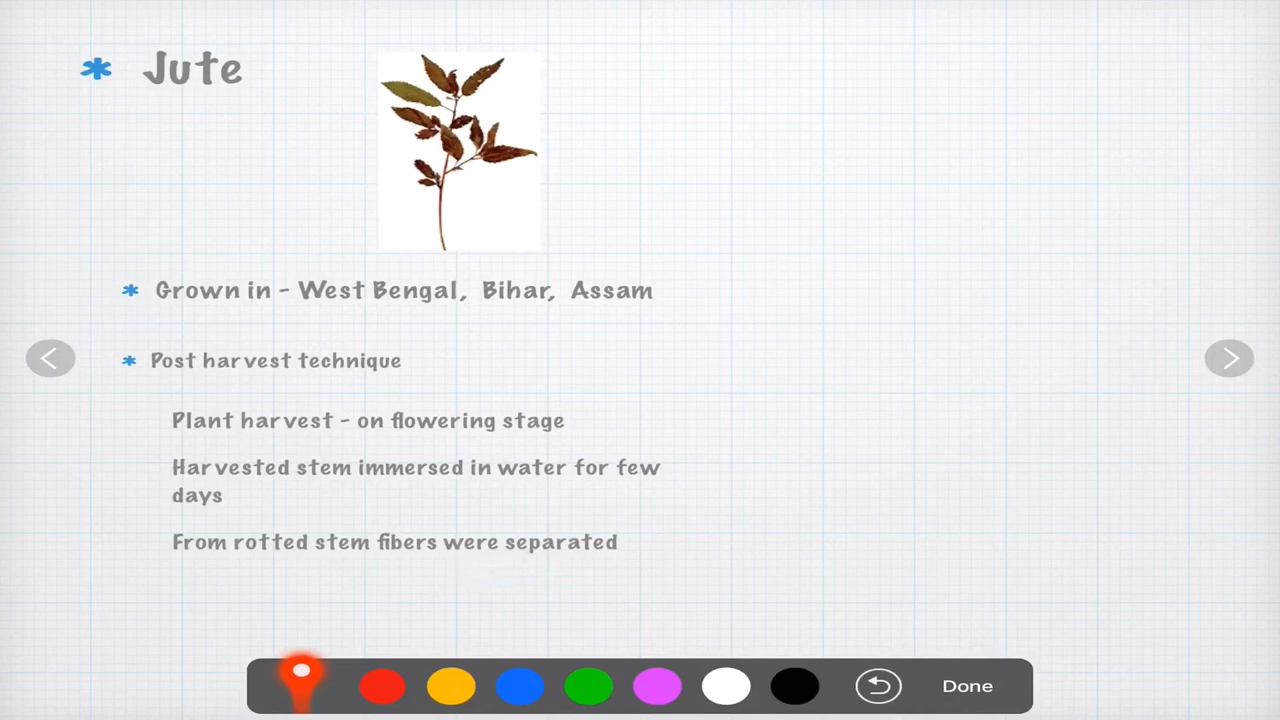 * Jute
* Grown in - West Bengal, Bihar, Assam
* Post harvest technique
Plant harvest - on flowering stage
Harvested stem immersed in water for few
days
From rotted stem fibers were separated
Done